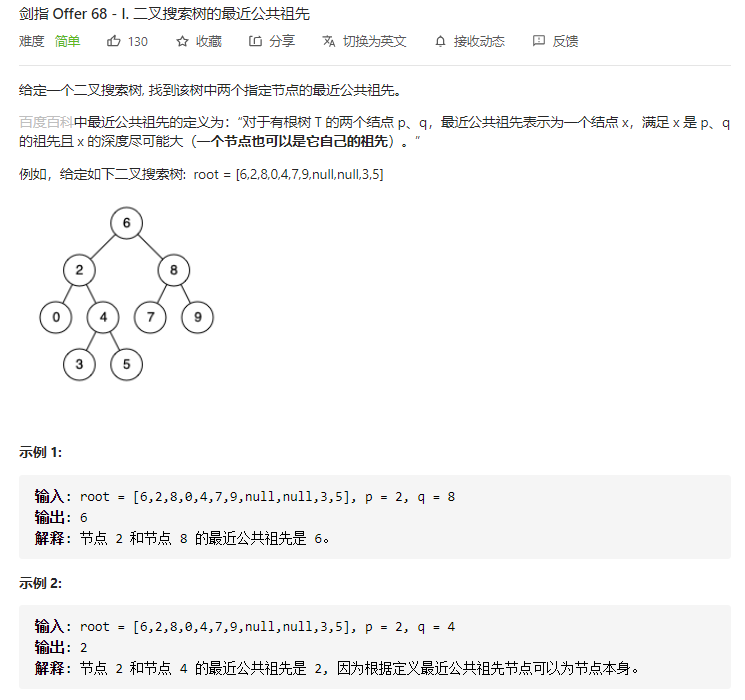 剑指 Offer 68 - I. 二叉搜索树的最近公共祖先
难度 简单 130 收藏 分享 切换为英文 接收动态 反馈
给定一个二叉搜索树, 找到该树中两个指定节点的最近公共祖先。
百度百科中最近公共祖先的定义为：“对于有根树 T 的两个结点 p、q，最近公共祖先表示为一个结点 x，满足 x 是 p、q
的祖先且 x 的深度尽可能大（一个节点也可以是它自己的祖先）。”
例如，给定如下二叉搜索树: root = [6,2,8,0,4,7,9,null,null,3,5]
6
2 8
0 4 7 9
3 5
示例 1:
输入: root = [6,2,8,0,4,7,9,null,null,3,5], p = 2, q = 8
输出: 6
解释: 节点 2 和节点 8 的最近公共祖先是 6。
示例 2:
输入: root = [6,2,8,0,4,7,9,null,null,3,5], p = 2, q = 4
输出: 2
解释: 节点 2 和节点 4 的最近公共祖先是 2, 因为根据定义最近公共祖先节点可以为节点本身。